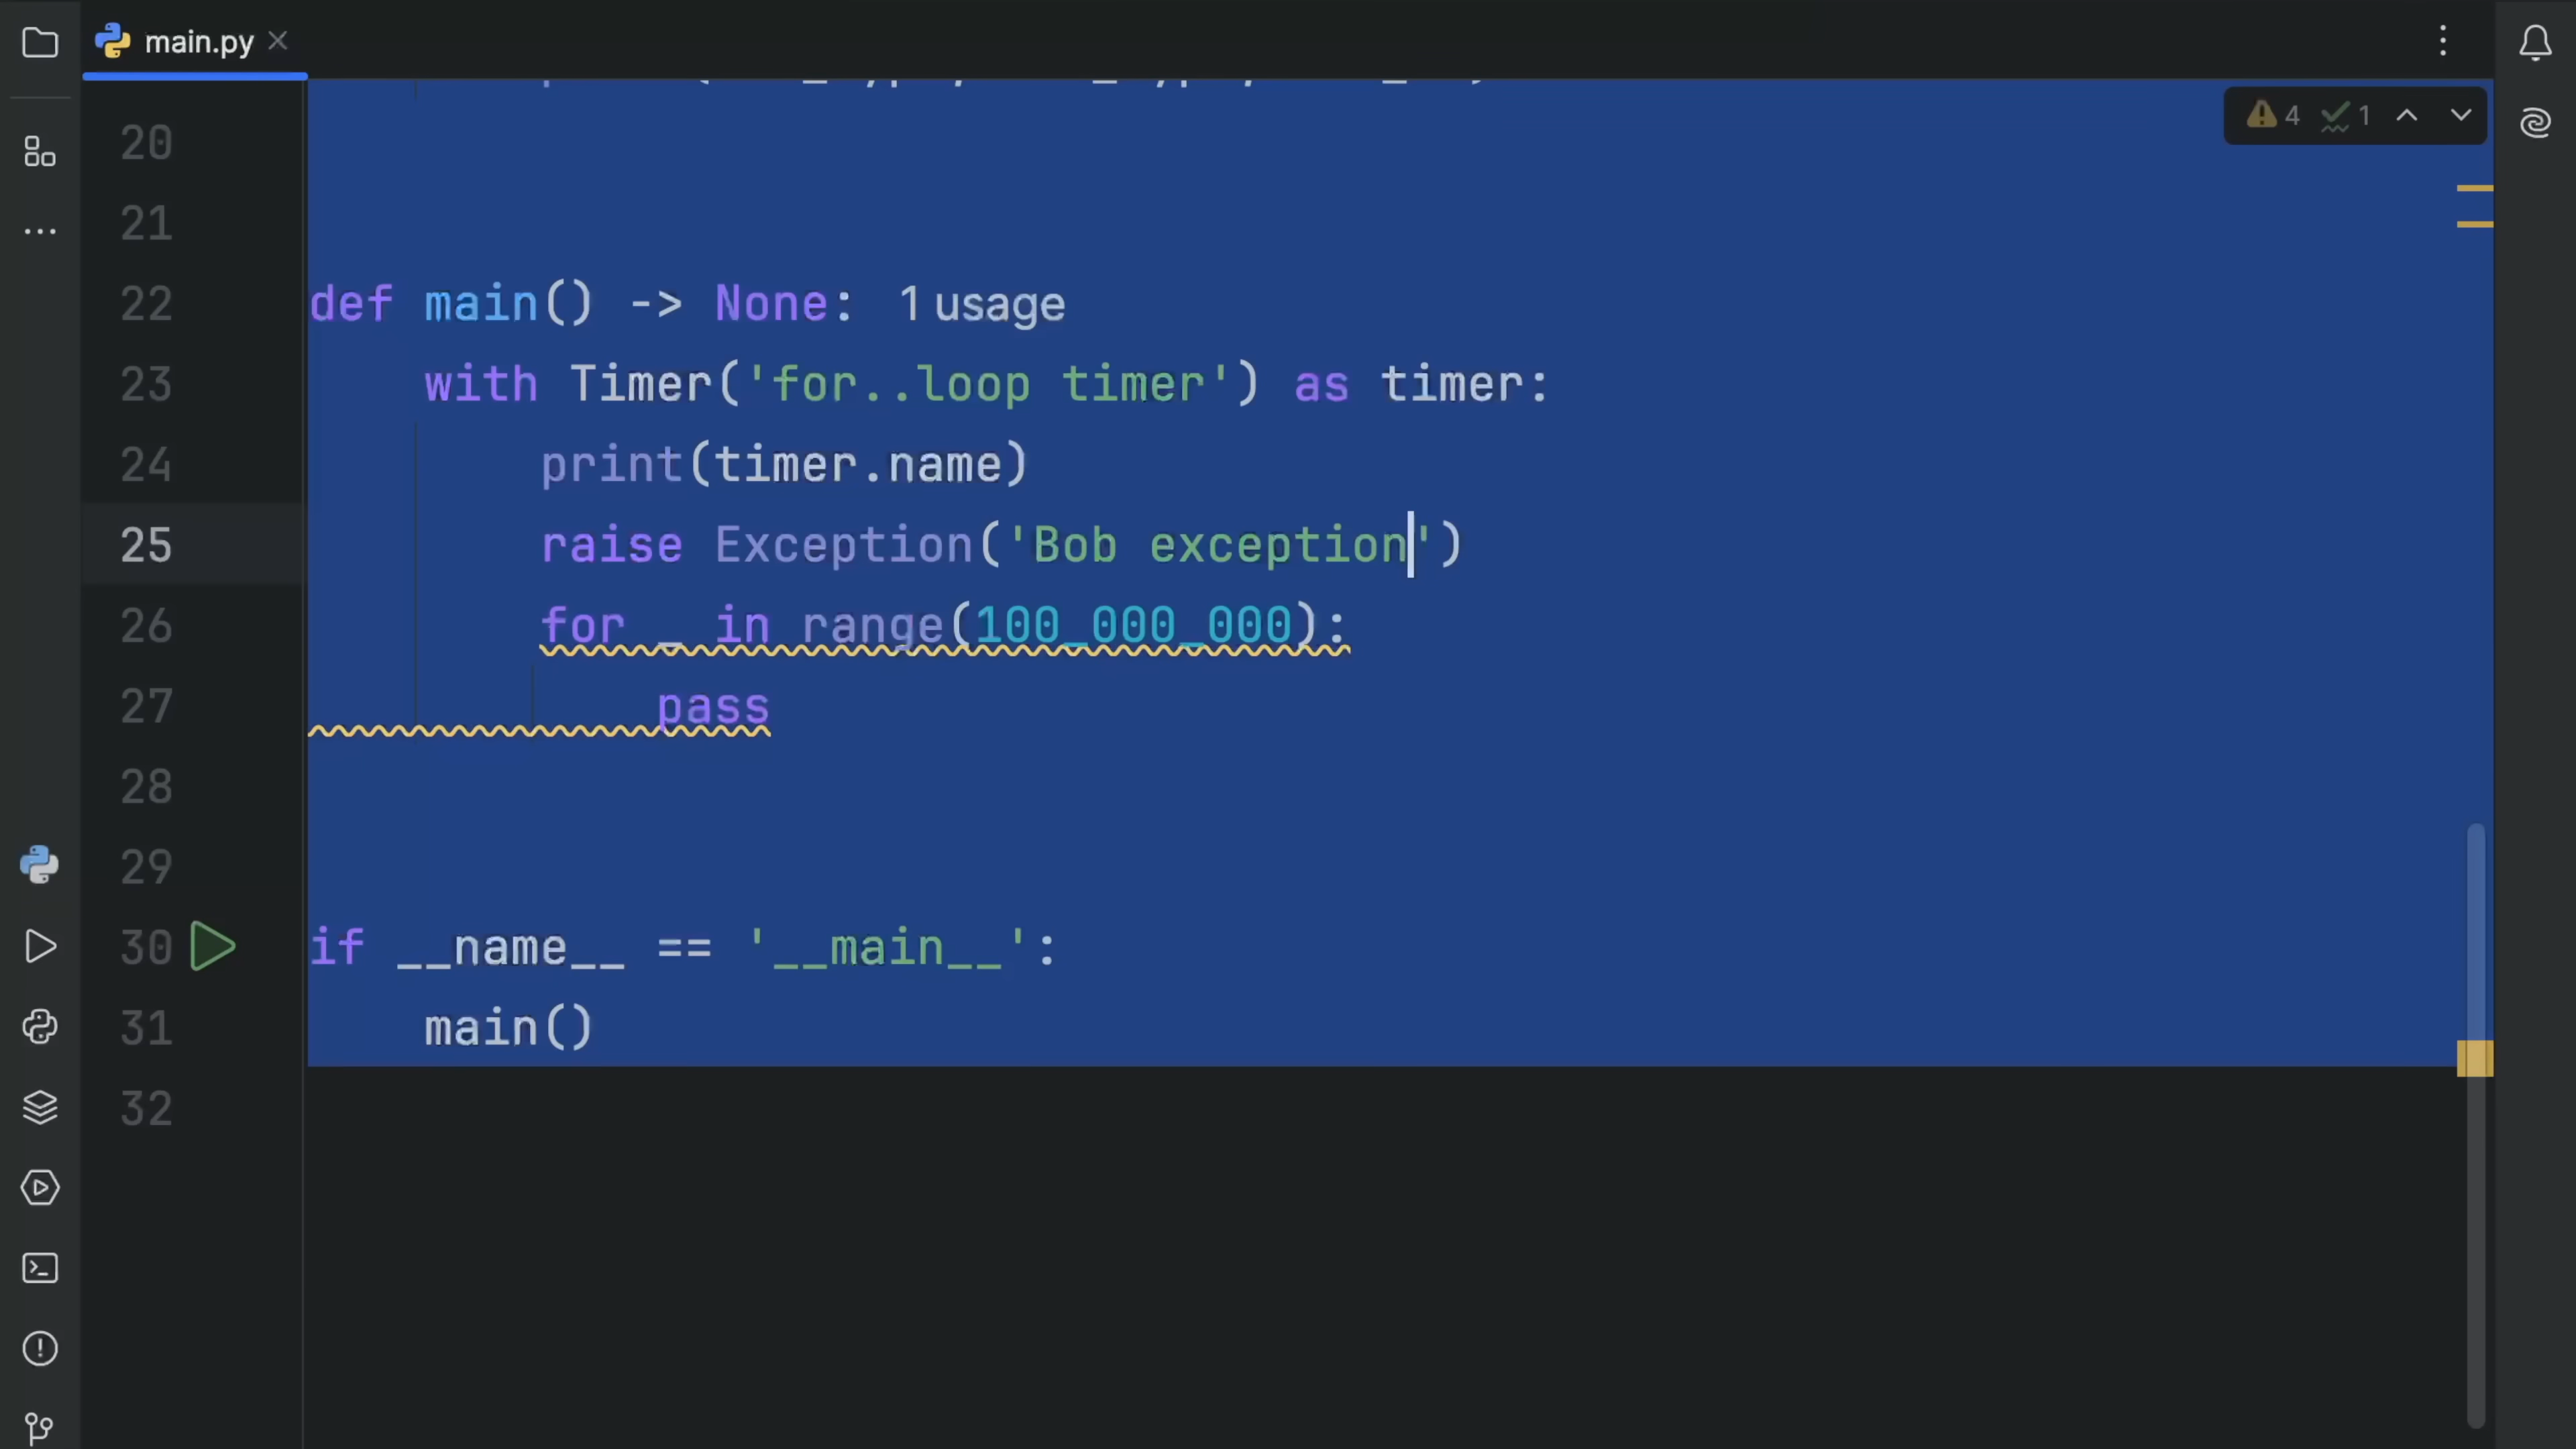 main.py
4 1
20
21
22 def main() -> None: 1 usage
23 with Timer('for..loop timer') as timer:
24 print(timer.name)
25 raise Exception('Bob exception')
26 for _ in range(100_000_000):
27 pass
28
29
30 if __name__ == '__main__':
31 main()
32